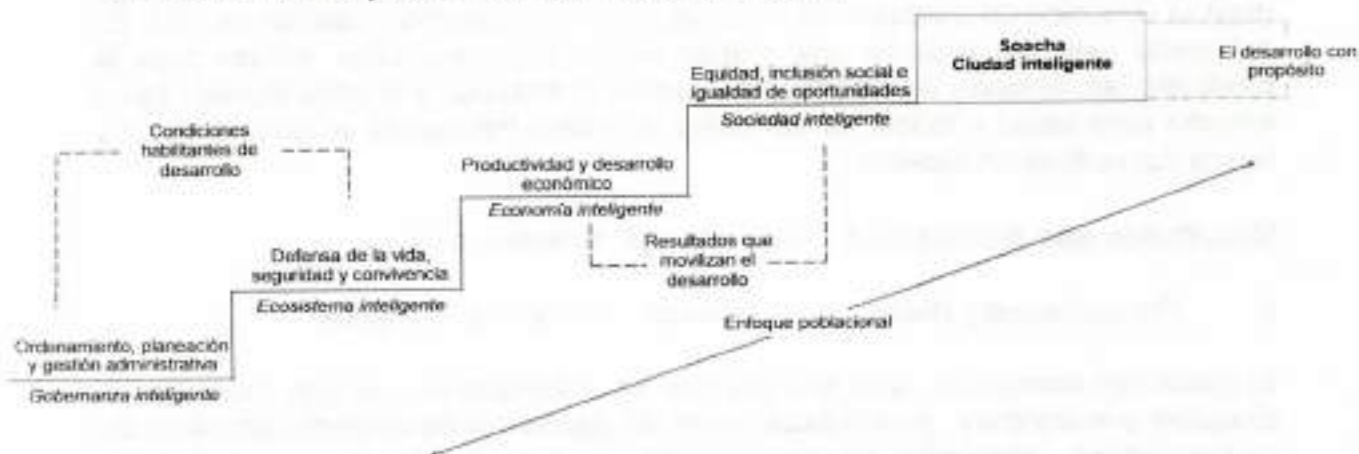 Soacha
Ciudad inteligente
El desarrollo con
propósito
Equidad, inclusión social e
igualdad de oportunidades
Sociedad inteligente
Condiciones
habilitantes de
desarrollo
Productividad y desarrollo
económico
Economía inteligente
Resultados que
movilizan el
desarrollo
Defensa de la vida,
seguridad y convivencia
Ecosistema inteligente
Enfoque poblacional
Ordenamiento, planeación
y gestión administrativa
Gobernanza inteligente